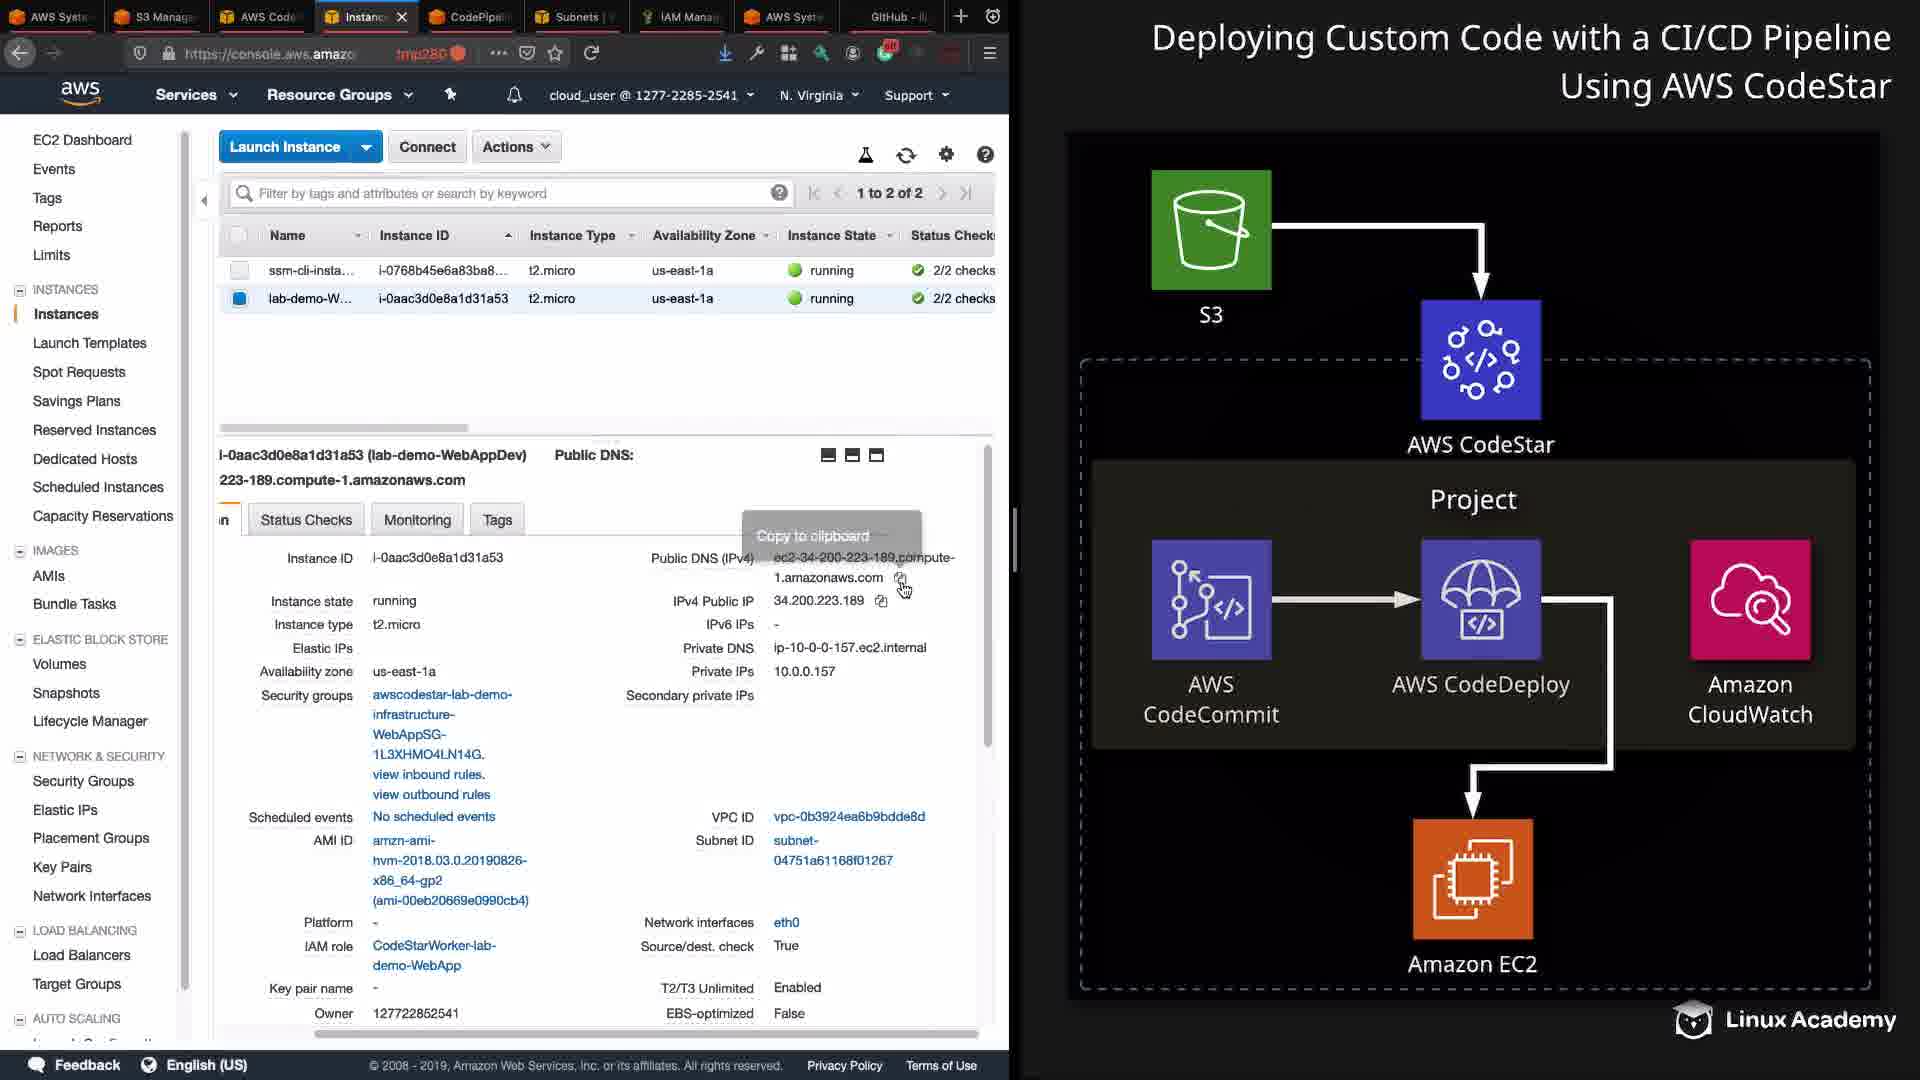 AWS Syste
S3 Manage
AWS Code
Instanc
CodePipel
Subnets | V
IAM Manag
AWS Syste
GitHub - li
https://console.aws.amazo
tmp280
off
aws
Services
Resource Groups
cloud_user @ 1277-2285-2541
N. Virginia
Support
EC2 Dashboard
Events
Tags
Reports
Limits
INSTANCES
Instances
Launch Templates
Spot Requests
Savings Plans
Reserved Instances
Dedicated Hosts
Scheduled Instances
Capacity Reservations
IMAGES
AMIs
Bundle Tasks
ELASTIC BLOCK STORE
Volumes
Snapshots
Lifecycle Manager
NETWORK & SECURITY
Security Groups
Elastic IPs
Placement Groups
Key Pairs
Network Interfaces
LOAD BALANCING
Load Balancers
Target Groups
AUTO SCALING
Launch Instance
Connect
Actions
Filter by tags and attributes or search by keyword
1 to 2 of 2
Name Instance ID Instance Type Availability Zone Instance State Status Check
ssm-cli-insta... i-0768b45e6a83ba8... t2.micro us-east-1a running 2/2 checks
lab-demo-W... i-0aac3d0e8a1d31a53 t2.micro us-east-1a running 2/2 checks
i-0aac3d0e8a1d31a53 (lab-demo-WebAppDev) Public DNS:
223-189.compute-1.amazonaws.com
n
Status Checks
Monitoring
Tags
Copy to clipboard
Instance ID i-0aac3d0e8a1d31a53
Instance state running
Instance type t2.micro
Elastic IPs
Availability zone us-east-1a
Security groups awscodestar-lab-demo-
infrastructure-
WebAppSG-
1L3XHMO4LN14G.
view inbound rules.
view outbound rules
Scheduled events No scheduled events
AMI ID amzn-ami-
hvm-2018.03.0.20190826-
x86_64-gp2
(ami-00eb20669e0990cb4)
Platform -
IAM role CodeStarWorker-lab-
demo-WebApp
Key pair name -
Owner 127722852541
Public DNS (IPv4) ec2-34-200-223-189.compute-
1.amazonaws.com
IPv4 Public IP 34.200.223.189
IPv6 IPs -
Private DNS ip-10-0-0-157.ec2.internal
Private IPs 10.0.0.157
Secondary private IPs
VPC ID vpc-0b3924ea6b9bdde8d
Subnet ID subnet-
04751a61168f01267
Network interfaces eth0
Source/dest. check True
T2/T3 Unlimited Enabled
EBS-optimized False
Feedback
English (US)
© 2008 - 2019, Amazon Web Services, Inc. or its affiliates. All rights reserved.
Privacy Policy
Terms of Use
Deploying Custom Code with a CI/CD Pipeline
Using AWS CodeStar
S3
AWS CodeStar
Project
AWS
CodeCommit
AWS CodeDeploy
Amazon
CloudWatch
Amazon EC2
Linux Academy